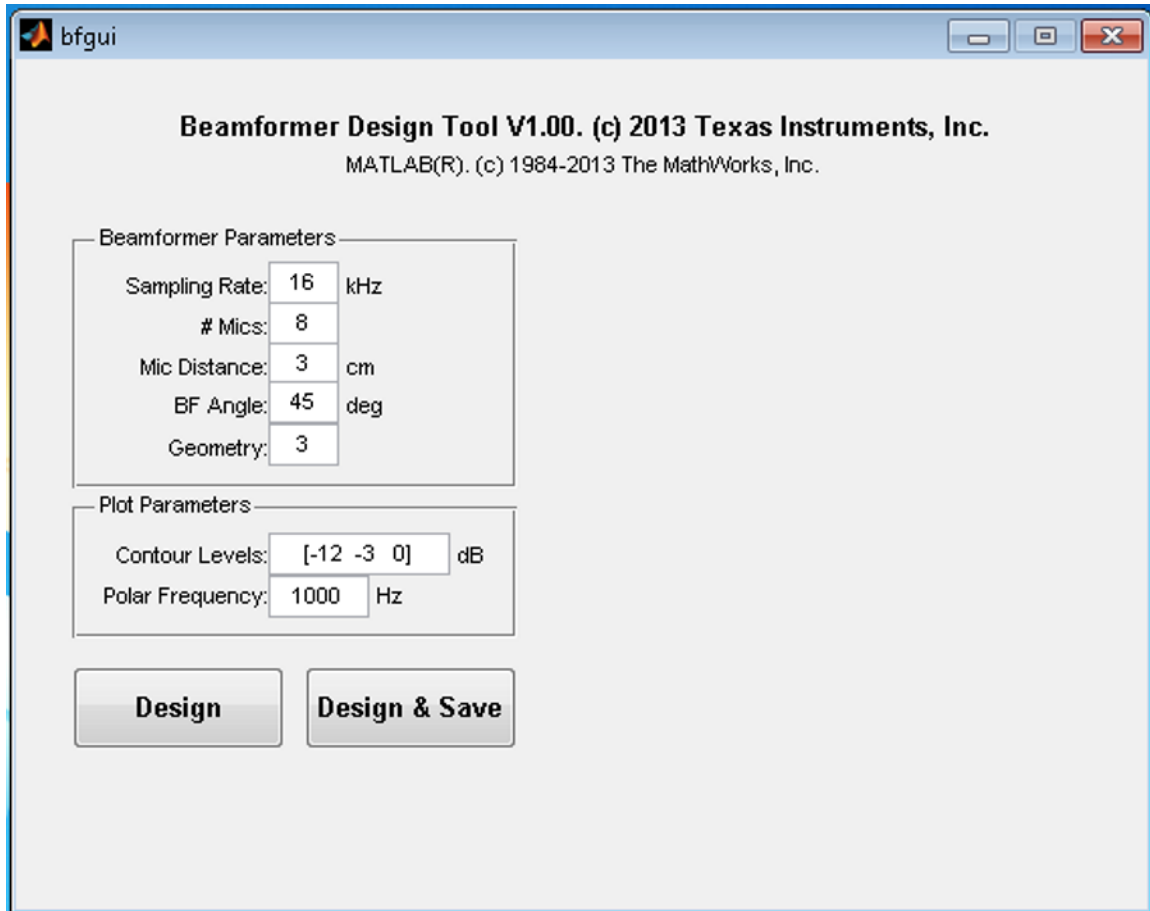 bfgui
Beamformer Design Tool V1.00. (c) 2013 Texas Instruments, Inc.
MATLAB(R). (c) 1984-2013 The MathWorks, Inc.
Beamformer Parameters
Sampling Rate: 16 kHz
# Mics: 8
Mic Distance: 3 cm
BF Angle: 45 deg
Geometry: 3
Plot Parameters
Contour Levels: [-12 -3 0] dB
Polar Frequency: 1000 Hz
Design Design & Save